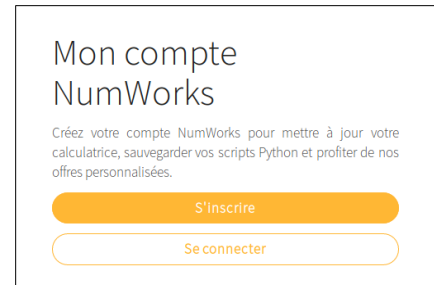 Mon compte
NumWorks
Créez votre compte NumWorks pour mettre à jour votre
calculatrice, sauvegarder vos scripts Python et profiter de nos
offres personnalisées.
S'inscrire
Se connecter